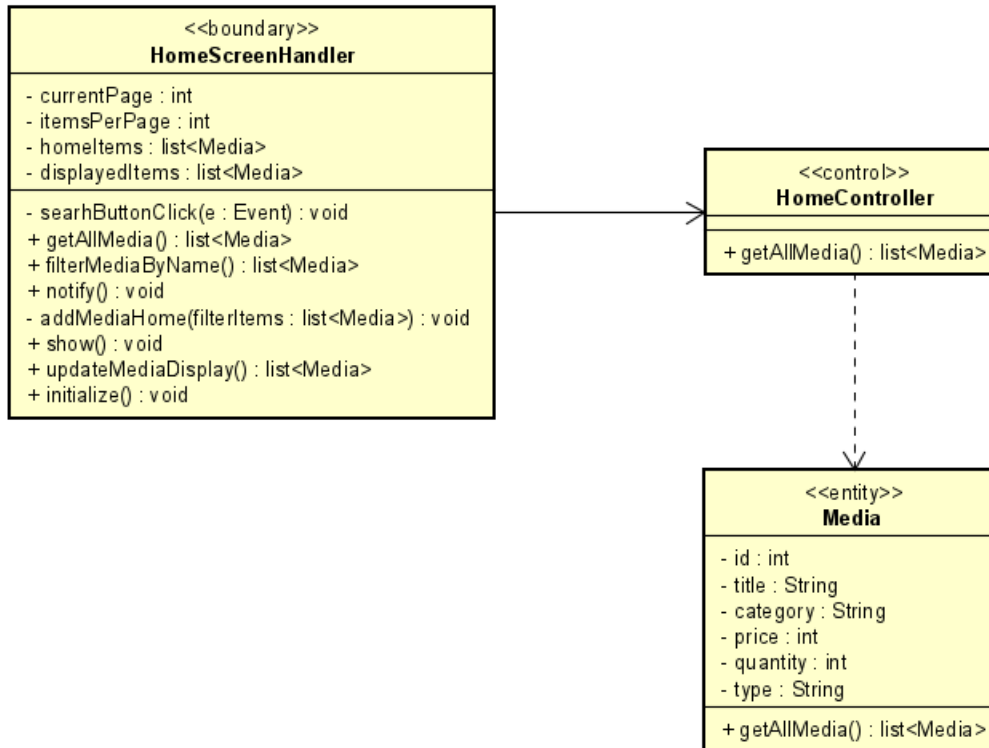 <<boundary>>
HomeScreenHandler
- currentPage : int
- itemsPerPage : int
- homeItems : list<Media>
- displayedItems : list<Media>
- searhButtonClick(e : Event) : void
+ getAllMedia() : list<Media>
+ filterMediaByName() : list<Media>
+ notify() : void
- addMediaHome(filterItems : list<Media>) : void
+ show() : void
+ updateMediaDisplay() : list<Media>
+ initialize() : void
<<control>>
HomeController
+ getAllMedia() : list<Media>
<<entity>>
Media
- id : int
- title : String
- category : String
- price : int
- quantity : int
- type : String
+ getAllMedia() : list<Media>